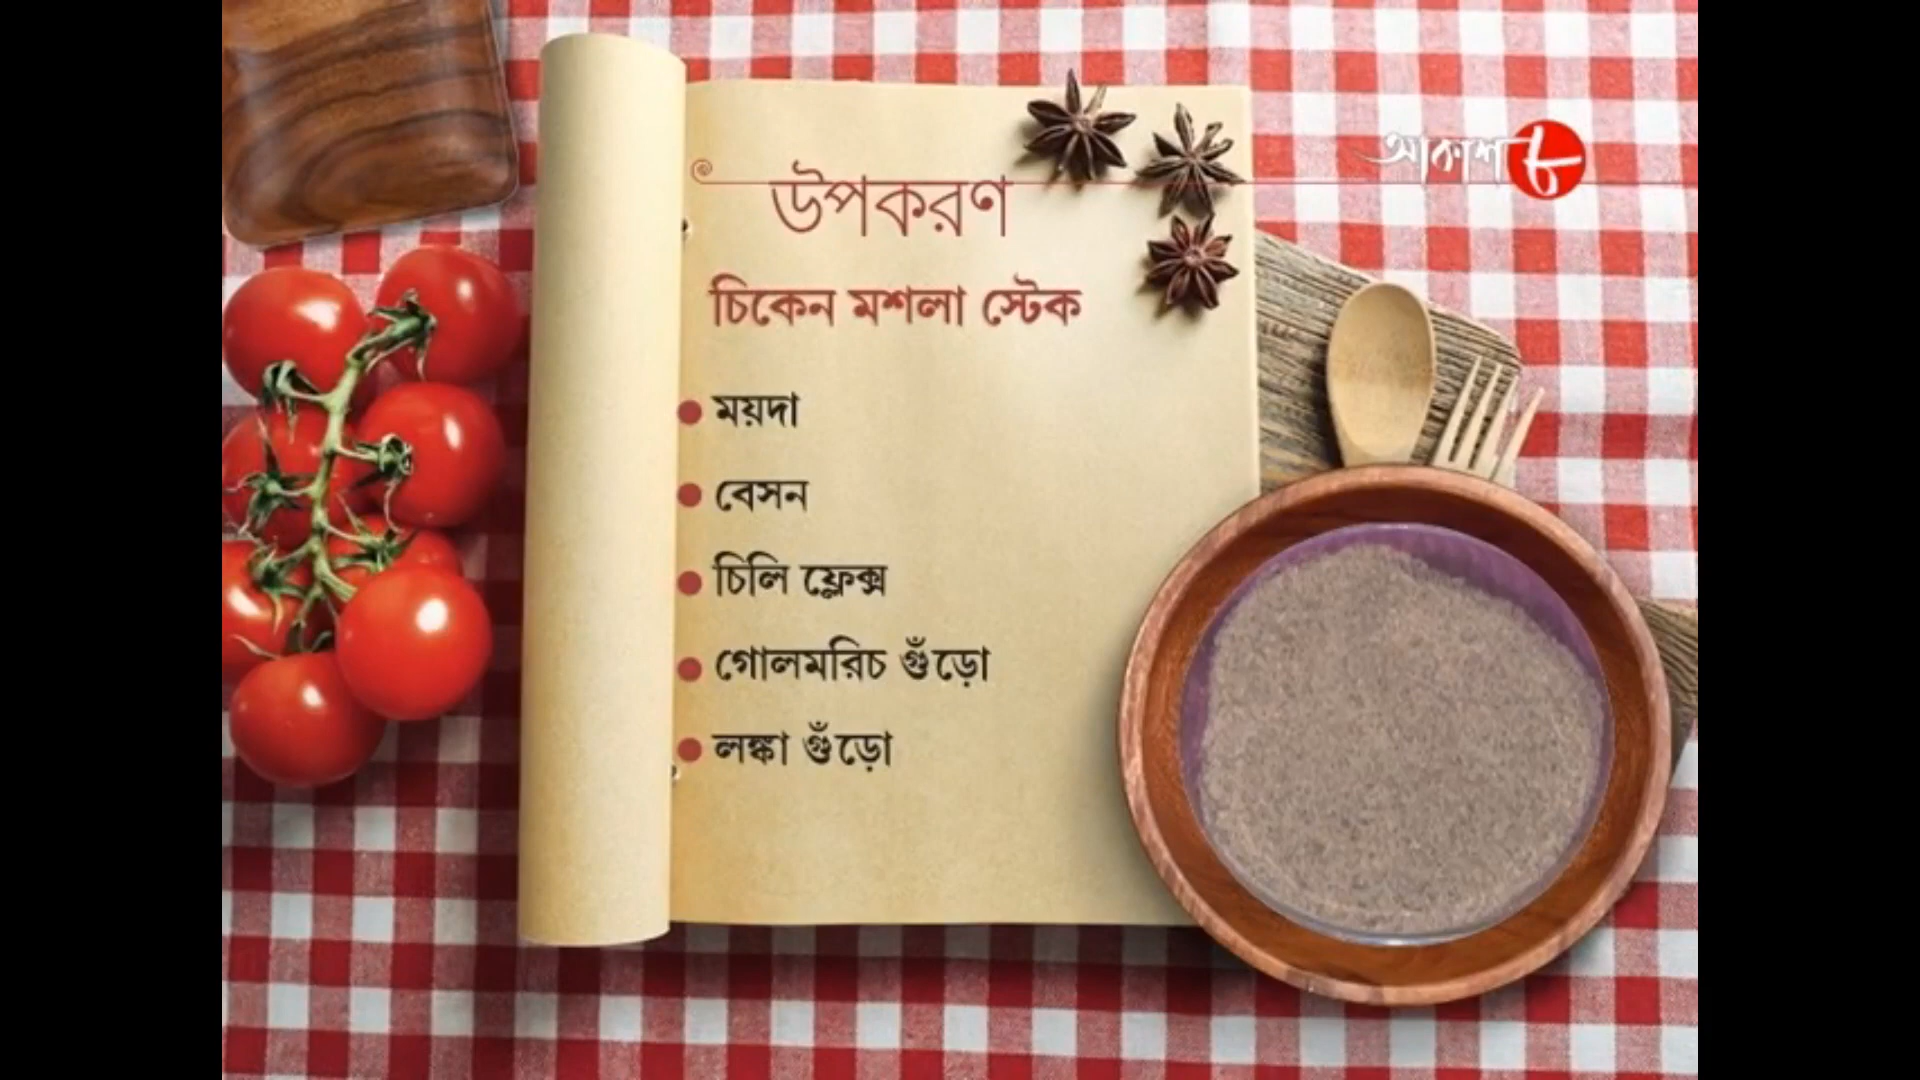 উপকরণ
আকাশ ৮
চিকেন মশলা স্টেক
ময়দা
বেসন
চিলি ফ্লেক্স
গোলমরিচ গুঁড়ো
লঙ্কা গুঁড়ো